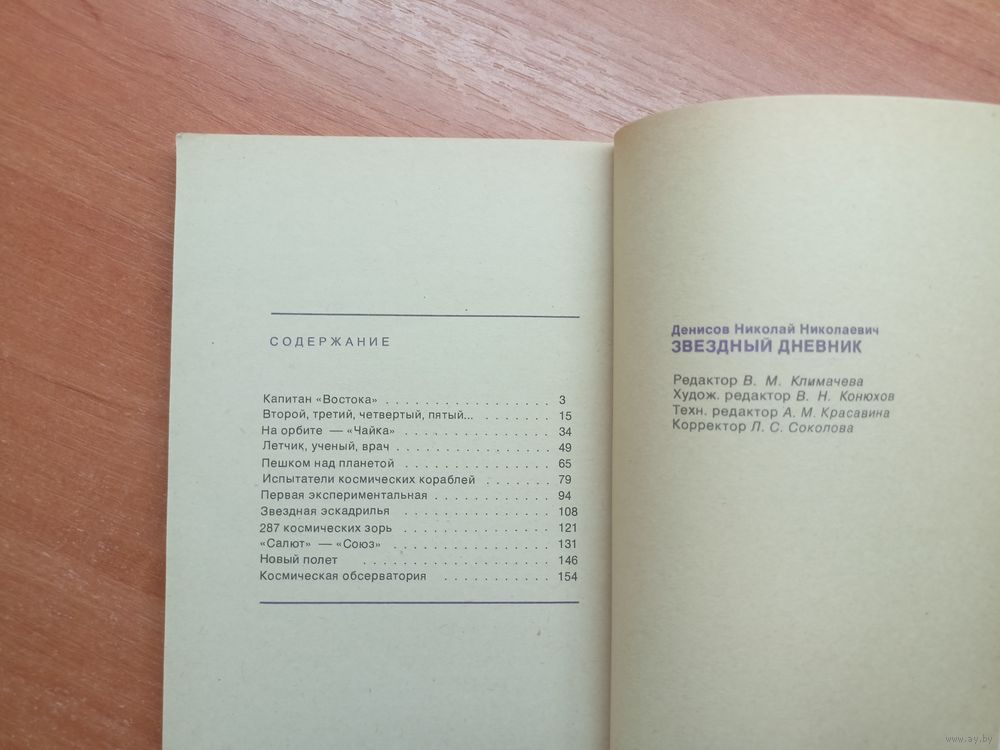 СОДЕРЖАНИЕ
Капитан «Востока» . . . . . . . . . . . . . . 3
Второй, третий, четвертый, пятый... . . . . . . 15
На орбите — «Чайка» . . . . . . . . . . . . 34
Летчик, ученый, врач . . . . . . . . . . . . 49
Пешком над планетой . . . . . . . . . . . . 65
Испытатели космических кораблей . . . . . . 79
Первая экспериментальная . . . . . . . . . . 94
Звездная эскадрилья . . . . . . . . . . . . 108
287 космических зорь . . . . . . . . . . . . 121
«Салют» — «Союз» . . . . . . . . . . . . . 131
Новый полет . . . . . . . . . . . . . . . 146
Космическая обсерватория . . . . . . . . . 154
Денисов Николай Николаевич
ЗВЕЗДНЫЙ ДНЕВНИК
Редактор В. М. Климачева
Худож. редактор В. Н. Конюхов
Техн. редактор А. М. Красавина
Корректор Л. С. Соколова
www.ay.by